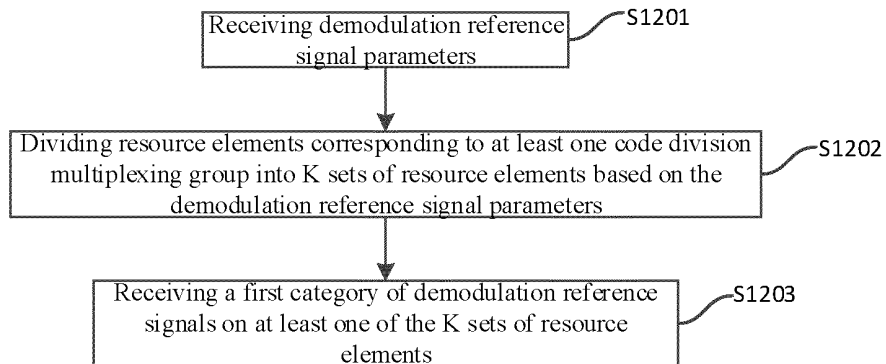 Receiving demodulation reference
signal parameters
S1201
Dividing resource elements corresponding to at least one code division
multiplexing group into K sets of resource elements based on the
demodulation reference signal parameters
S1202
Receiving a first category of demodulation reference
signals on at least one of the K sets of resource
elements
S1203